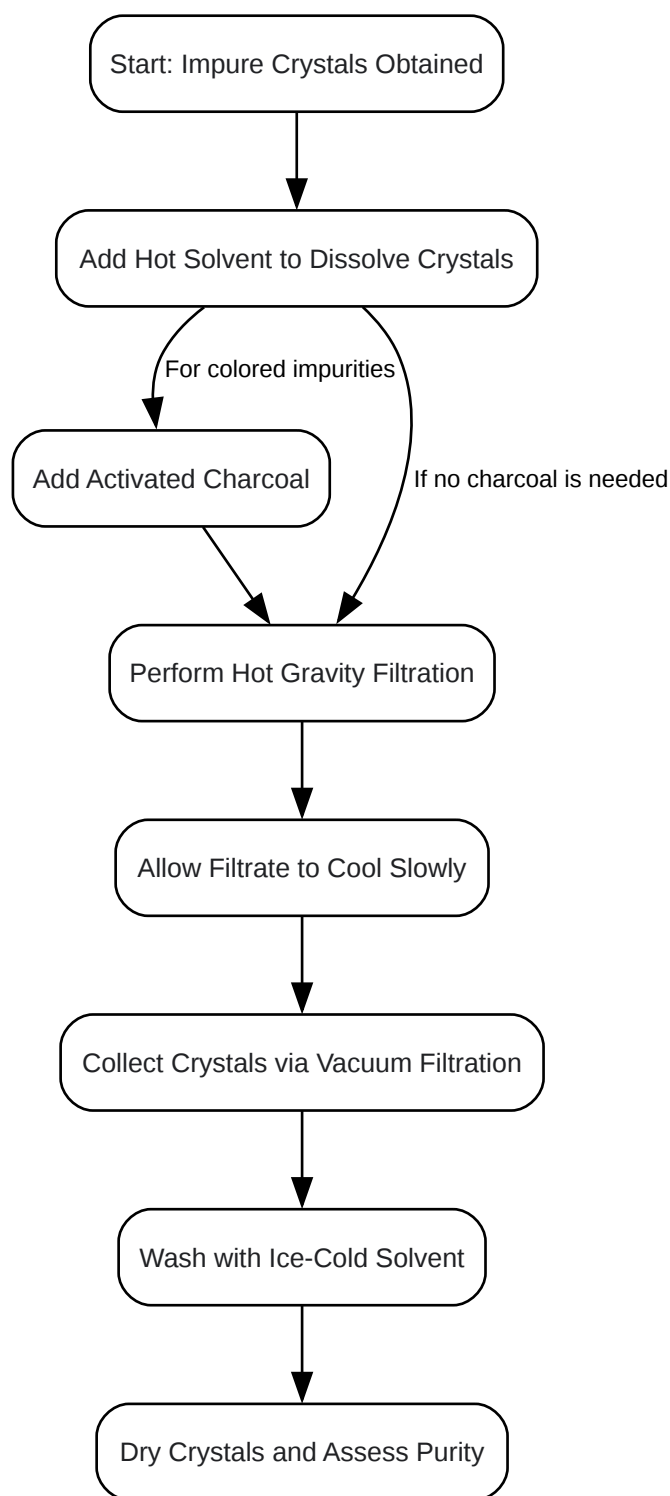 Start: Impure Crystals Obtained
Add Hot Solvent to Dissolve Crystals
For colored impurities
Add Activated Charcoal
If no charcoal is needed
Perform Hot Gravity Filtration
Allow Filtrate to Cool Slowly
Collect Crystals via Vacuum Filtration
Wash with Ice-Cold Solvent
Dry Crystals and Assess Purity